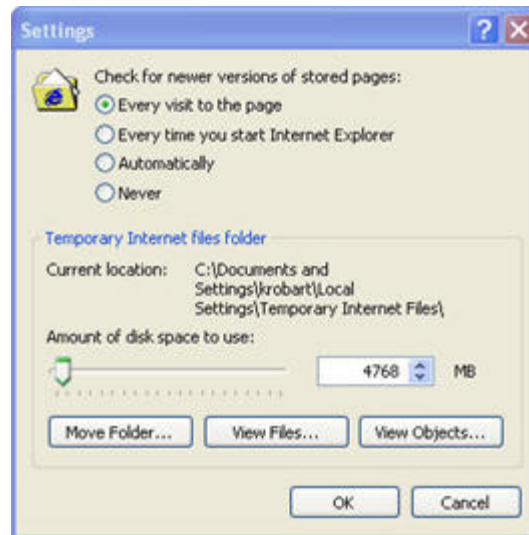 Settings
Check for newer versions of stored pages:
Every visit to the page
Every time you start Internet Explorer
Automatically
Never
Temporary Internet files folder
Current location: C:\Documents and
Settings\krobart\Local
Settings\Temporary Internet Files\
Amount of disk space to use:
4768 MB
Move Folder... View Files... View Objects...
OK Cancel